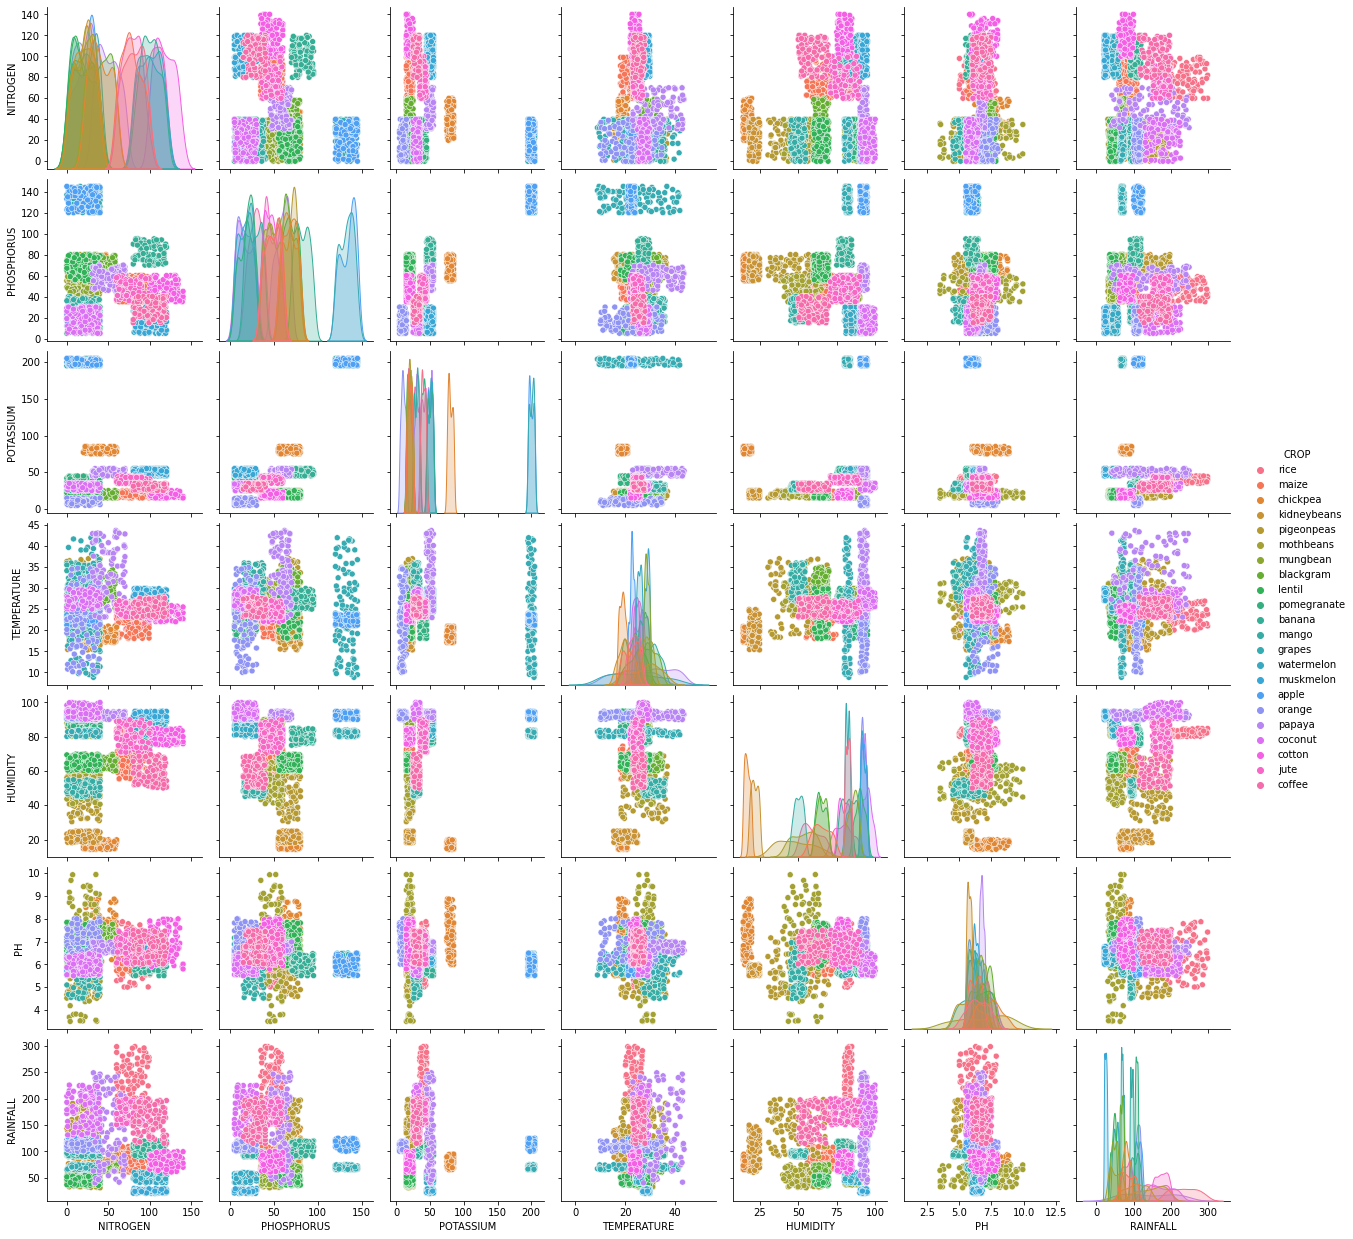 140
120
100
80
60
40
20
0
NITROGEN
140
120
100
80
60
40
20
0
PHOSPHORUS
200
150
100
50
0
POTASSIUM
45
40
35
30
25
20
15
10
TEMPERATURE
100
80
60
40
20
HUMIDITY
10
9
8
7
6
5
4
PH
300
250
200
150
100
50
RAINFALL
0 50 100 150
NITROGEN
0 50 100 150
PHOSPHORUS
0 50 100 150 200
POTASSIUM
0 20 40
TEMPERATURE
25 50 75 100
HUMIDITY
2.5 5.0 7.5 10.0 12.5
PH
0 100 200 300
RAINFALL
CROP
rice
maize
chickpea
kidneybeans
pigeonpeas
mothbeans
mungbean
blackgram
lentil
pomegranate
banana
mango
grapes
watermelon
muskmelon
apple
orange
papaya
coconut
cotton
jute
coffee